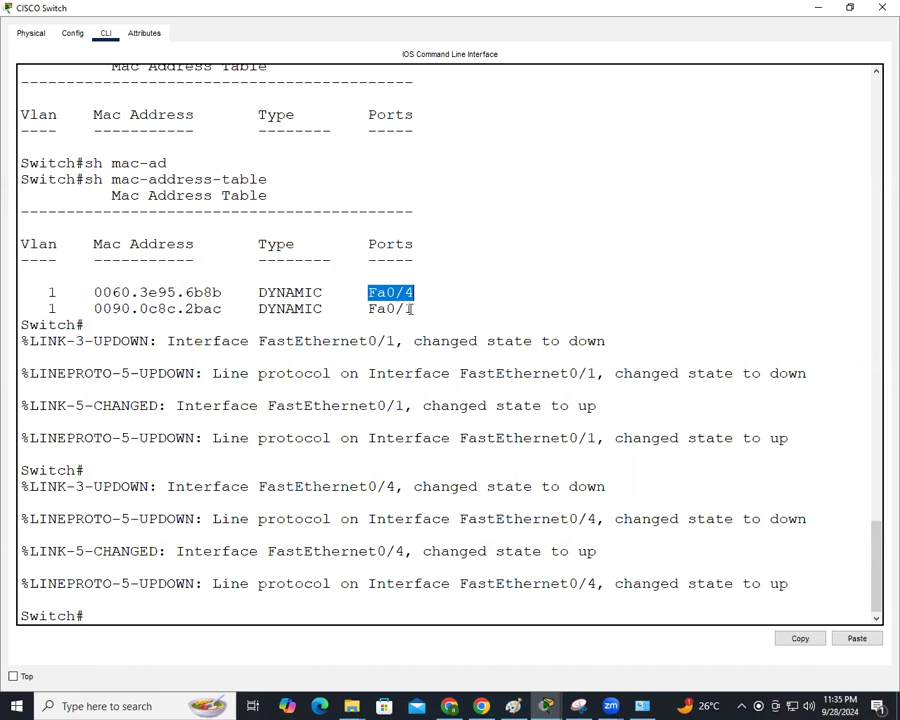 CISCO Switch
Physical Config CLI Attributes
IOS Command Line Interface
Mac Address Table
-------------------------------------------
Vlan Mac Address Type Ports
---- ----------- -------- -----
Switch#sh mac-ad
Switch#sh mac-address-table
Mac Address Table
-------------------------------------------
Vlan Mac Address Type Ports
---- ----------- -------- -----
1 0060.3e95.6b8b DYNAMIC Fa0/4
1 0090.0c8c.2bac DYNAMIC Fa0/1
Switch#
%LINK-3-UPDOWN: Interface FastEthernet0/1, changed state to down
%LINEPROTO-5-UPDOWN: Line protocol on Interface FastEthernet0/1, changed state to down
%LINK-5-CHANGED: Interface FastEthernet0/1, changed state to up
%LINEPROTO-5-UPDOWN: Line protocol on Interface FastEthernet0/1, changed state to up
Switch#
%LINK-3-UPDOWN: Interface FastEthernet0/4, changed state to down
%LINEPROTO-5-UPDOWN: Line protocol on Interface FastEthernet0/4, changed state to down
%LINK-5-CHANGED: Interface FastEthernet0/4, changed state to up
%LINEPROTO-5-UPDOWN: Line protocol on Interface FastEthernet0/4, changed state to up
Switch#
Copy Paste
Top
Type here to search
26°C
11:35 PM
9/28/2024